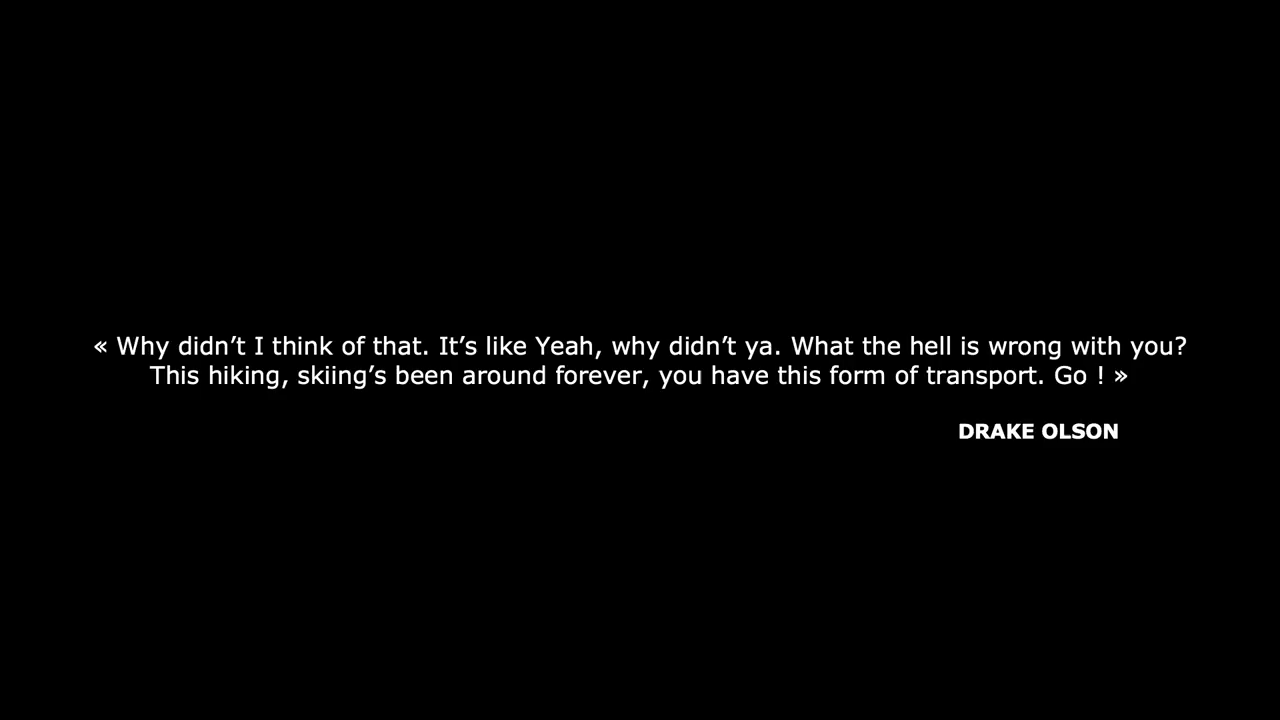 « Why didn’t I think of that. It’s like Yeah, why didn’t ya. What the hell is wrong with you?
This hiking, skiing’s been around forever, you have this form of transport. Go ! »
DRAKE OLSON